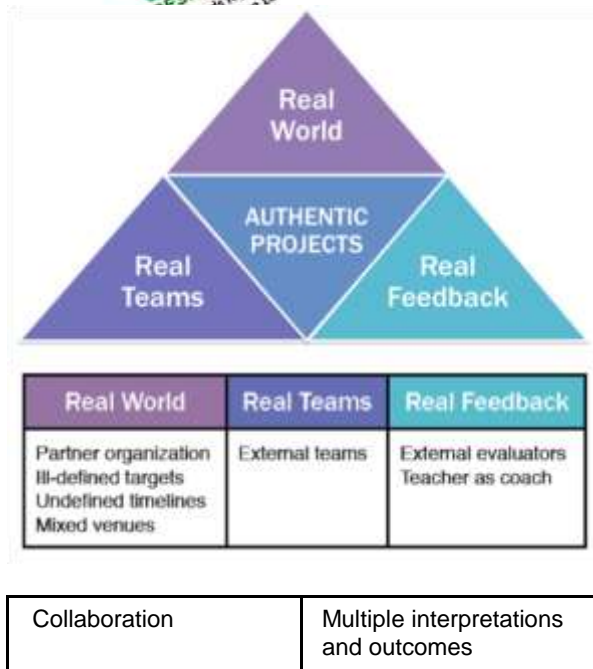 Real
World
AUTHENTIC
PROJECTS
Real
Teams
Real
Feedback
Real World
Real Teams
Real Feedback
Partner organization
Ill-defined targets
Undefined timelines
Mixed venues
External teams
External evaluators
Teacher as coach
Collaboration
Multiple interpretations
and outcomes